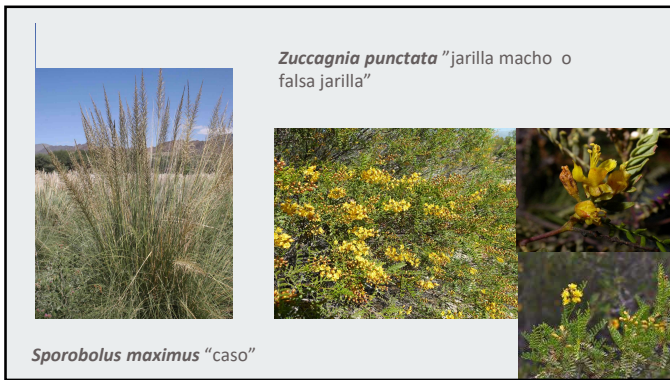 Zuccagnia punctata ”jarilla macho o
falsa jarilla”
Sporobolus maximus “caso”